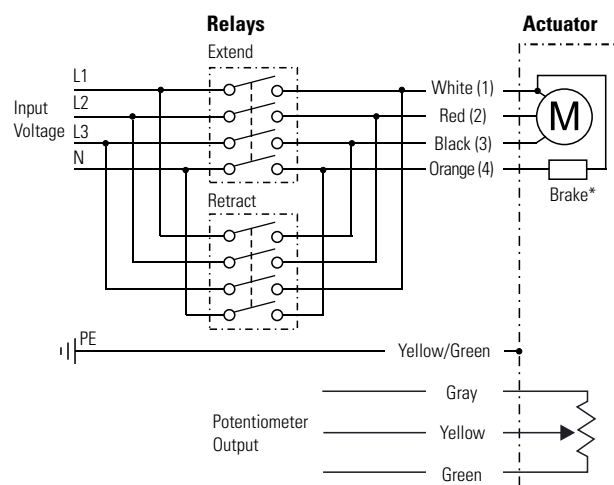 Relays
Actuator
Extend
L1
White (1)
Input
Voltage
L2
Red (2)
M
L3
Black (3)
N
Orange (4)
Brake*
Retract
PE
Yellow/Green
Gray
Potentiometer
Output
Yellow
Green